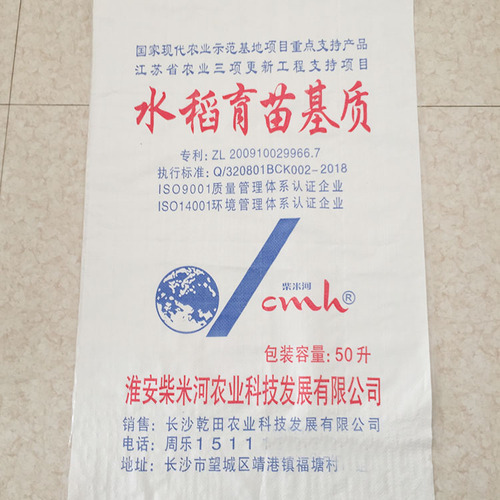 国家现代农业示范基地项目重点支持产品
江苏省农业三项更新工程支持项目
水稻育苗基质
专利: ZL 200910029966.7
执行标准: Q/320801BCK002-2018
ISO9001质量管理体系认证企业
ISO14001环境管理体系认证企业
柴米河
cmh®
包装容量: 50 升
淮安柴米河农业科技发展有限公司
销售: 长沙乾田农业科技发展有限公司
电话: 周乐1511
地址: 长沙市望城区靖港镇福塘村